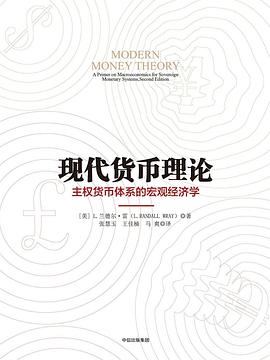 MODERN
MONEY THEORY
A Primer on Macroeconomics for Sovereign
Monetary Systems,Second Edition
现代货币理论
主权货币体系的宏观经济学
[美] L. 兰德尔·雷 (L. RANDALL WRAY) 著
张慧玉 王佳楠 马爽 译
中信出版集团